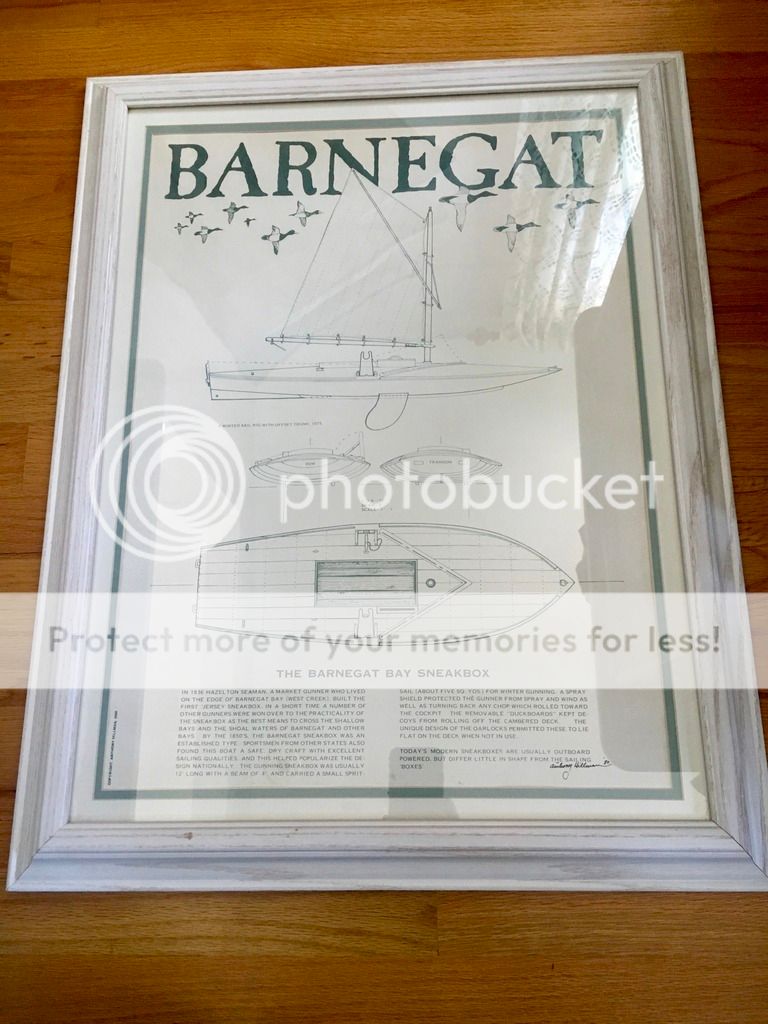 BARNEGAT
WINTER SAIL RIG WITH OFFSET TRUNK, 1875
BOW
TRANSOM
SCALE
photobucket
Protect more of your memories for less!
THE BARNEGAT BAY SNEAKBOX
IN 1836 HAZELTON SEAMAN, A MARKET GUNNER WHO LIVED
ON THE EDGE OF BARNEGAT BAY (WEST CREEK), BUILT THE
FIRST JERSEY SNEAKBOX. IN A SHORT TIME A NUMBER OF
OTHER GUNNERS WERE WON OVER TO THE PRACTICALITY OF
THE SNEAKBOX AS THE BEST MEANS TO CROSS THE SHALLOW
BAYS AND THE SHOAL WATERS OF BARNEGAT AND OTHER
BAYS. BY THE 1850'S, THE BARNEGAT SNEAKBOX WAS AN
ESTABLISHED TYPE. SPORTSMEN FROM OTHER STATES ALSO
FOUND THIS BOAT A SAFE, DRY CRAFT WITH EXCELLENT
SAILING QUALITIES, AND THIS HELPED POPULARIZE THE DE-
SIGN NATIONALLY. THE GUNNING SNEAKBOX WAS USUALLY
12' LONG WITH A BEAM OF 4', AND CARRIED A SMALL SPRIT-
SAIL (ABOUT FIVE SQ. YDS.) FOR WINTER GUNNING. A SPRAY
SHIELD PROTECTED THE GUNNER FROM SPRAY AND WIND AS
WELL AS TURNING BACK ANY CHOP WHICH ROLLED TOWARD
THE COCKPIT. THE REMOVABLE "DUCKBOARDS" KEPT DE-
COYS FROM ROLLING OFF THE CAMBERED DECK. THE
UNIQUE DESIGN OF THE OARLOCKS PERMITTED THESE TO LIE
FLAT ON THE DECK WHEN NOT IN USE.
TODAY'S MODERN SNEAKBOXES ARE USUALLY OUTBOARD
POWERED, BUT DIFFER LITTLE IN SHAPE FROM THE SAILING
'BOXES'
Anthony Hillman
COPYRIGHT ANTHONY HILLMAN,